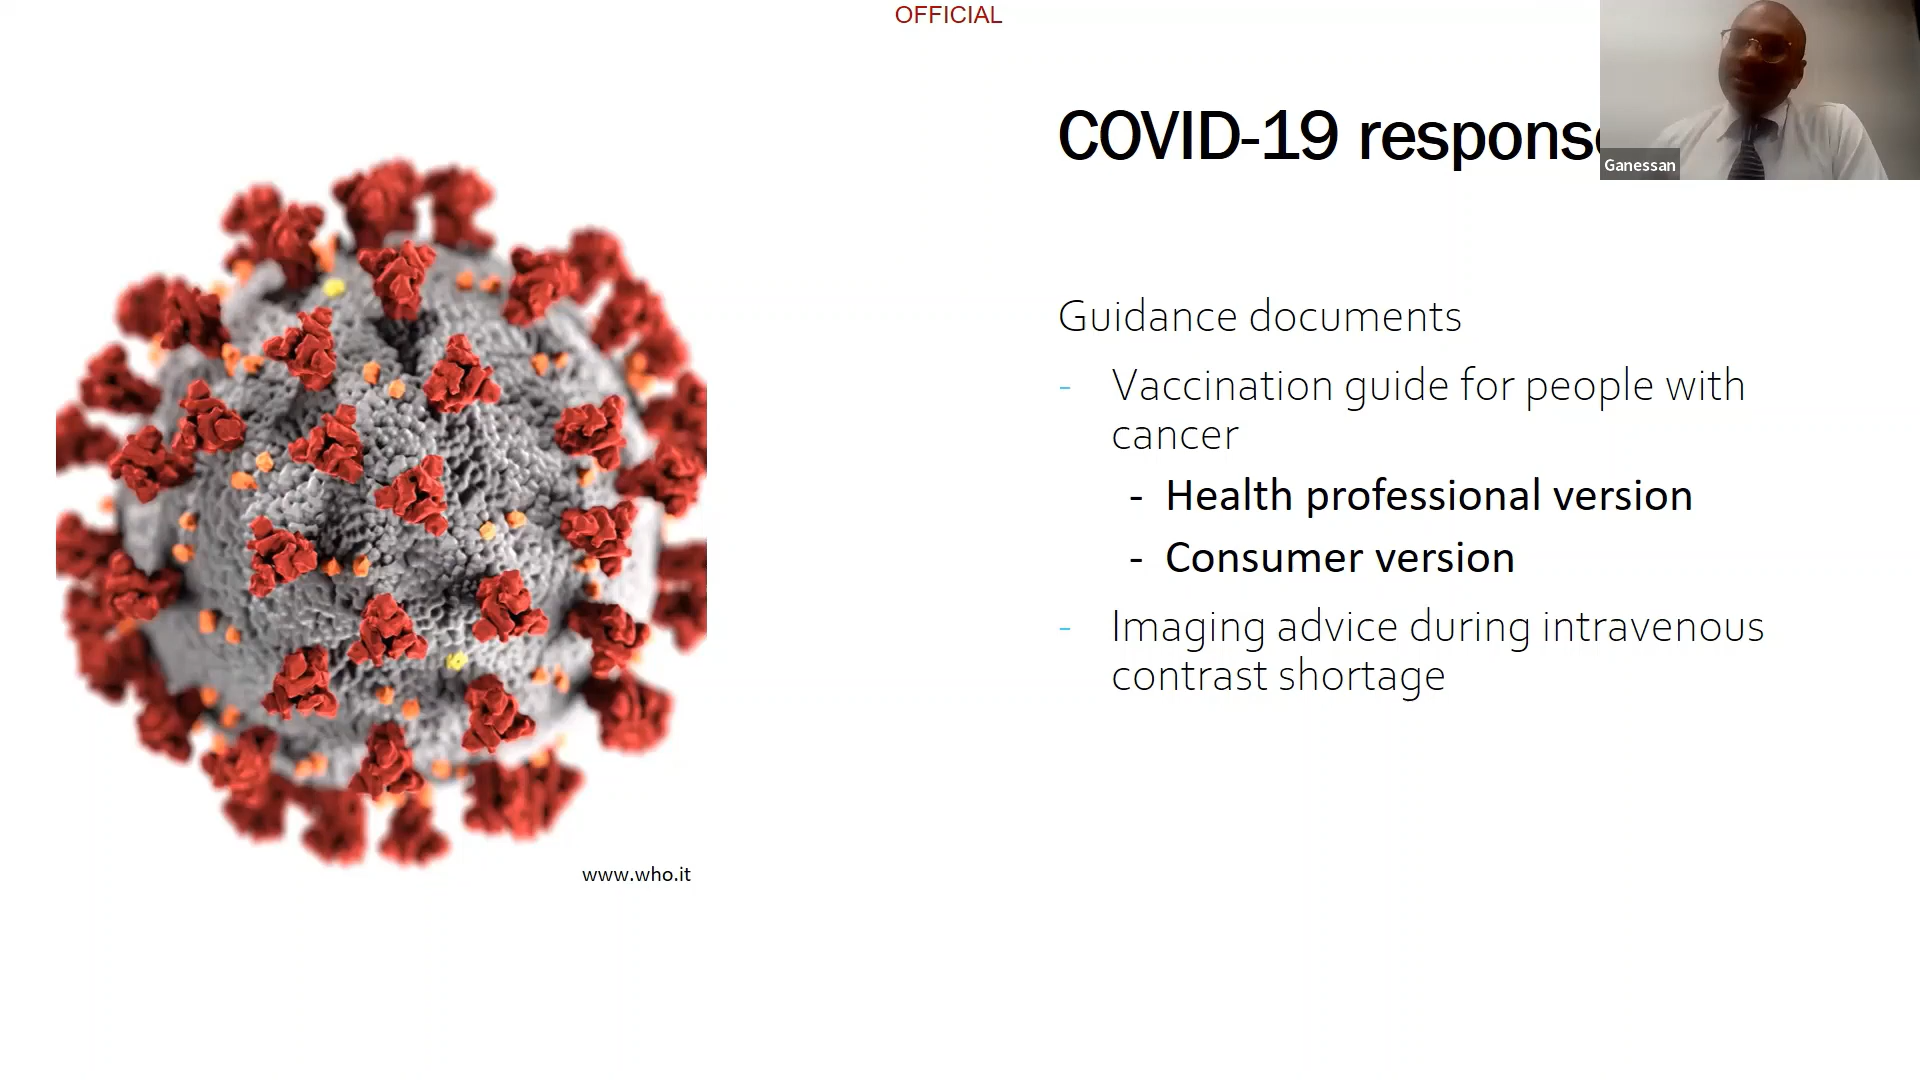 OFFICIAL
COVID-19 respons
Ganessan
Guidance documents
- Vaccination guide for people with
cancer
- Health professional version
- Consumer version
- Imaging advice during intravenous
contrast shortage
www.who.it